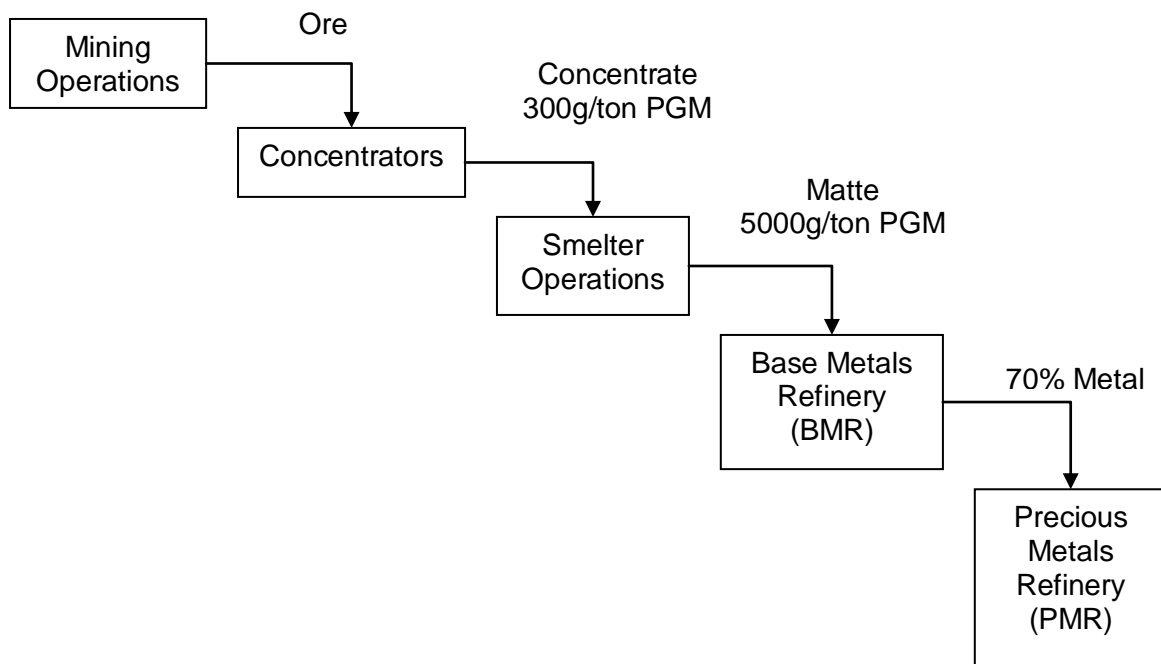 Ore
Mining
Operations
Concentrate
300g/ton PGM
Concentrators
Matte
5000g/ton PGM
Smelter
Operations
Base Metals
Refinery
(BMR)
70% Metal
Precious
Metals
Refinery
(PMR)